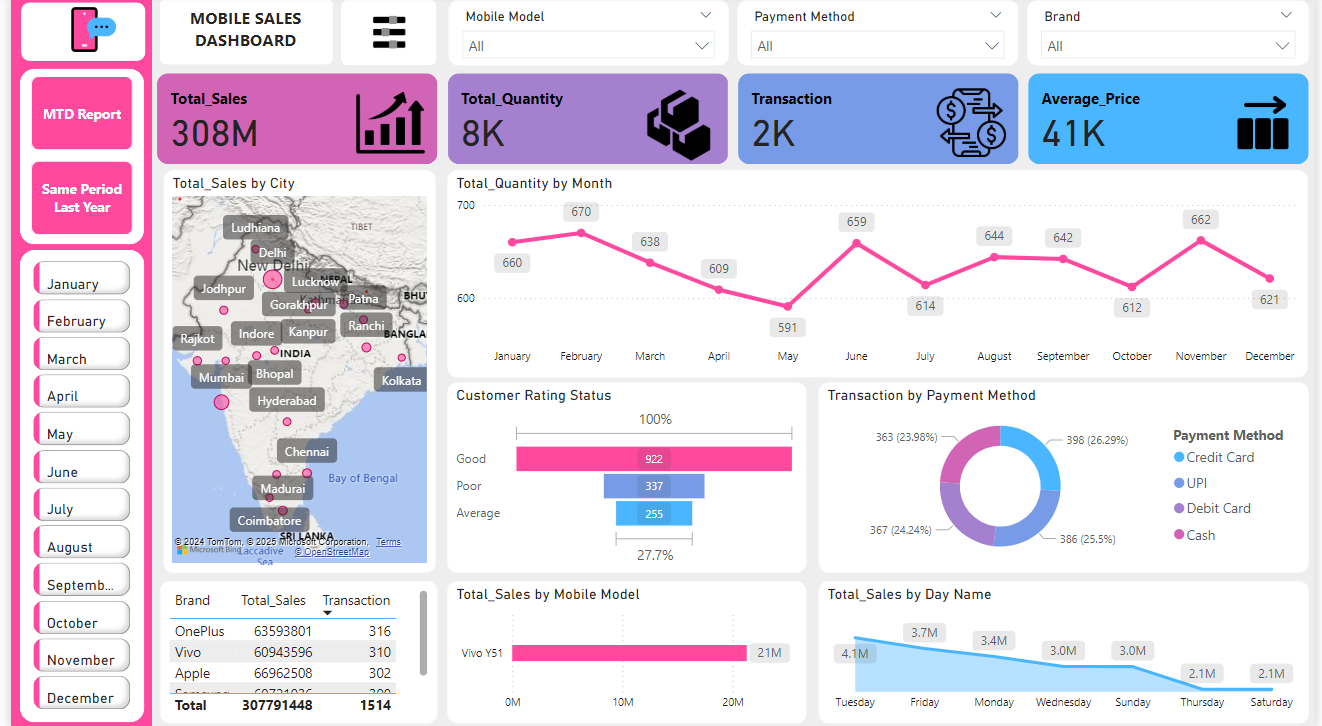 MOBILE SALES
DASHBOARD
Mobile Model
All
Payment Method
All
Brand
All
MTD Report
Same Period
Last Year
January
February
March
April
May
June
July
August
Septemb...
October
November
December
Total_Sales
308M
Total_Quantity
8K
Transaction
2K
Average_Price
41K
Total_Sales by City
TIBET
Ludhiana
Delhi
New Delhi
NEPAL
Jodhpur
Lucknow
BHUT
Gorakhpur
Patna
Rajkot
Indore
Kanpur
Ranchi
BANGLA
INDIA
Mumbai
Bhopal
Kolkata
Hyderabad
Chennai
Bay of Bengal
Madurai
Coimbatore
SRI LANKA
© 2024 TomTom, © 2025 Microsoft Corporation, Terms
Microsoft Bing
© OpenStreetMap
Laccadive
Sea
Total_Quantity by Month
700
600
660
670
638
609
591
659
614
644
642
612
662
621
January
February
March
April
May
June
July
August
September
October
November
December
Customer Rating Status
100%
Good
922
Poor
337
Average
255
27.7%
Transaction by Payment Method
363 (23.98%)
398 (26.29%)
367 (24.24%)
386 (25.5%)
Payment Method
Credit Card
UPI
Debit Card
Cash
Brand Total_Sales Transaction
OnePlus 63593801 316
Vivo 60943596 310
Apple 66962508 302
Total 307791448 1514
Total_Sales by Mobile Model
Vivo Y51
21M
0M
10M
20M
Total_Sales by Day Name
4.1M
3.7M
3.4M
3.0M
3.0M
2.1M
2.1M
Tuesday
Friday
Monday
Wednesday
Sunday
Thursday
Saturday